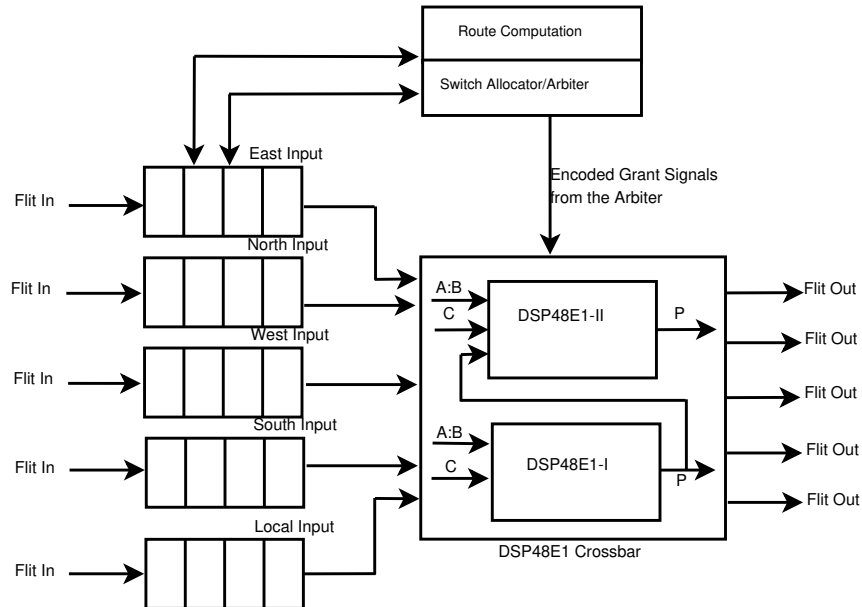 Route Computation
Switch Allocator/Arbiter
East Input
Encoded Grant Signals
from the Arbiter
Flit In
North Input
Flit In
West Input
Flit In
South Input
Flit In
Local Input
Flit In
A:B
C
DSP48E1-II
P
A:B
C
DSP48E1-I
P
DSP48E1 Crossbar
Flit Out
Flit Out
Flit Out
Flit Out
Flit Out